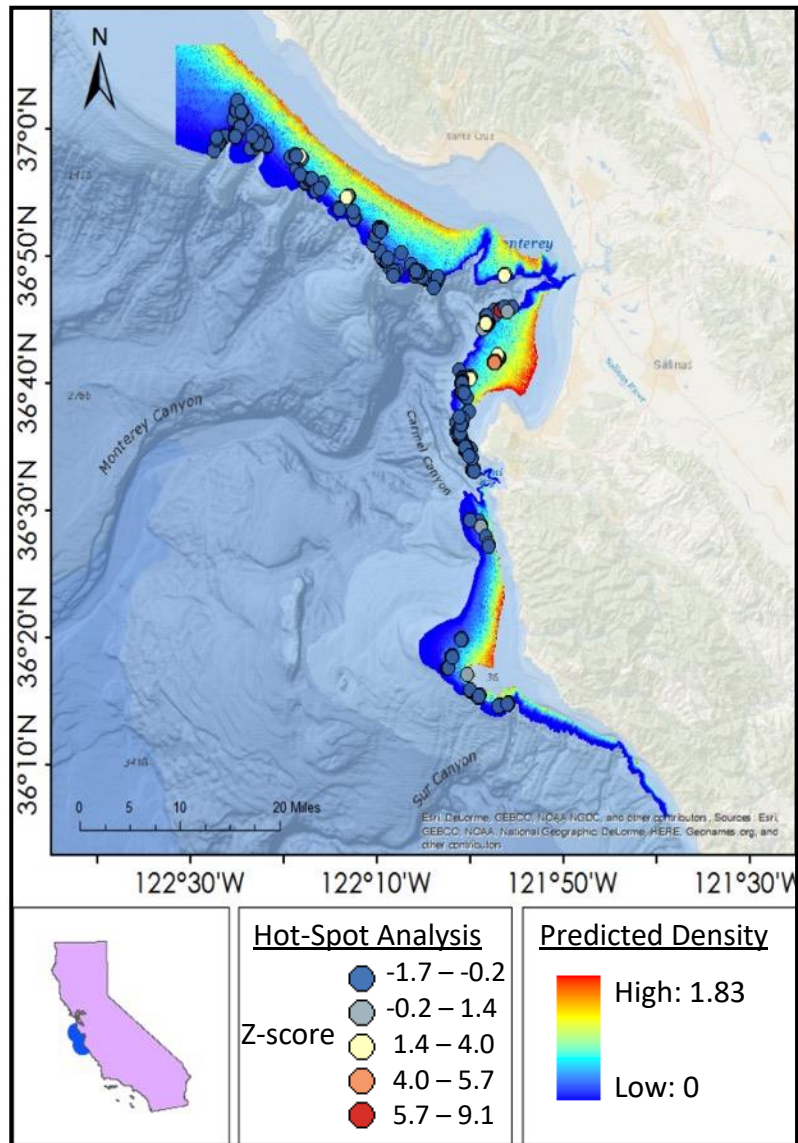 N
37°0'N
36°50'N
36°40'N
36°30'N
36°20'N
36°10'N
Santa Cruz
onterey
Salinas
Salinas River
Monterey Canyon
Carmel Canyon
36
Sur Canyon
0 10 20 Miles
Esri, DeLorme, GEBCO, NOAA NGDC, and other contributors, Sources: Esri,
GEBCO, NOAA, National Geographic, DeLorme, HERE, Geonames.org, and
other contributors
122°30'W 122°10'W 121°50'W 121°30'W
Hot-Spot Analysis
Z-score
-1.7 – -0.2
-0.2 – 1.4
1.4 – 4.0
4.0 – 5.7
5.7 – 9.1
Predicted Density
High: 1.83
Low: 0